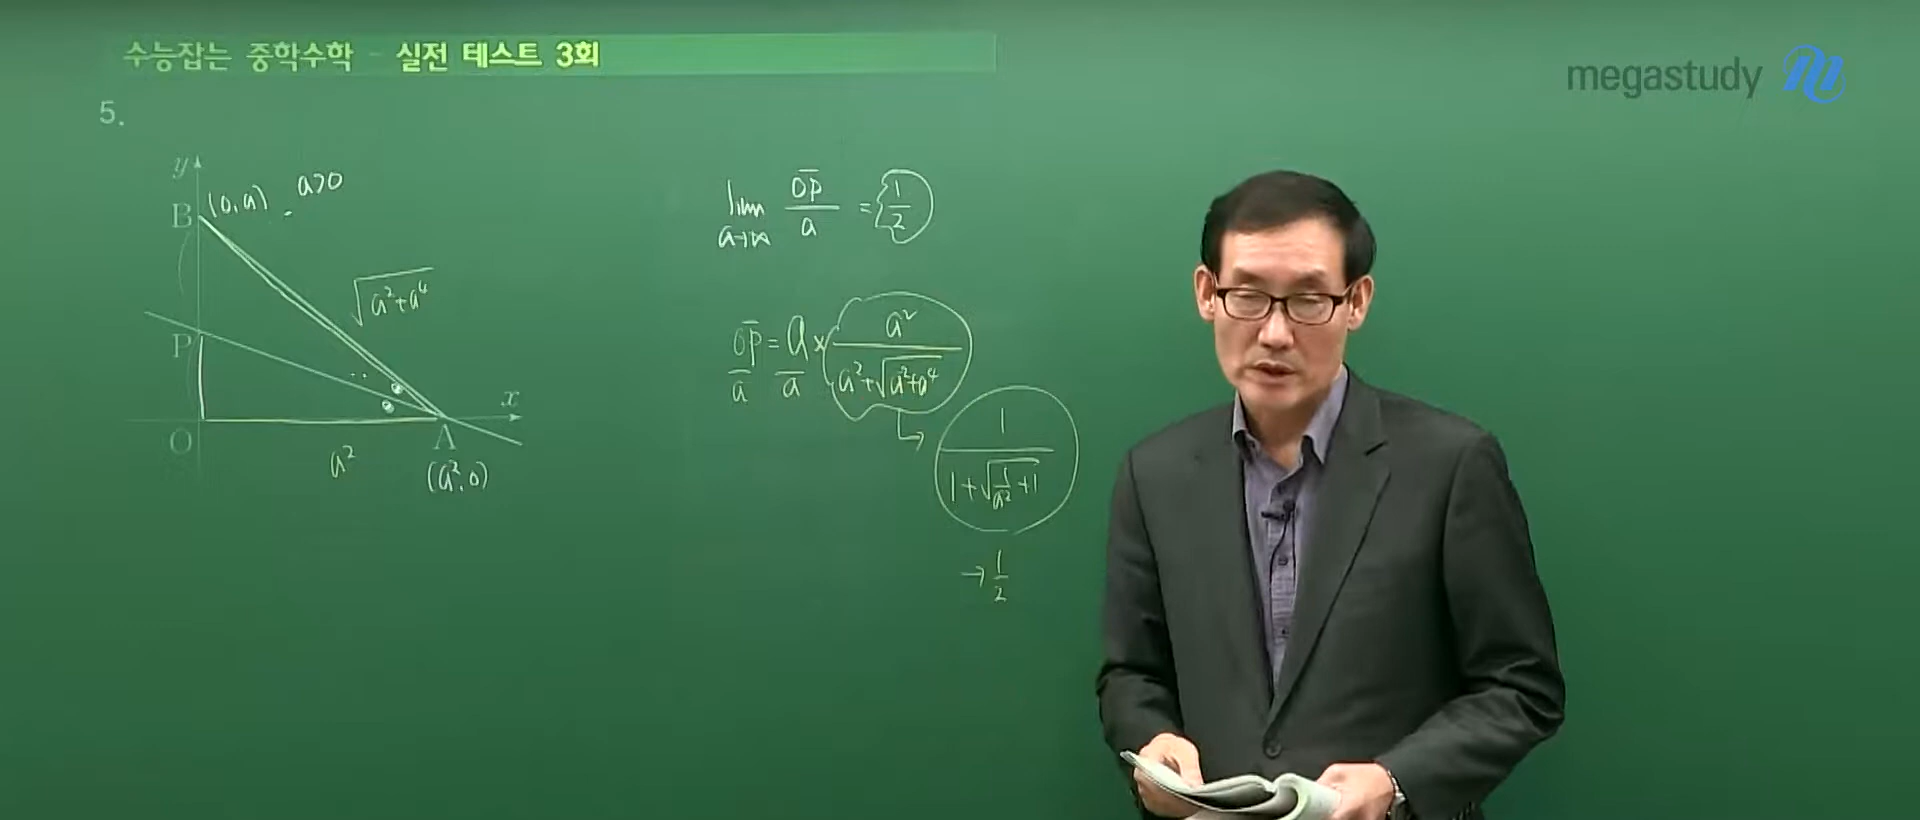 수능잡는 중학수학 - 실전 테스트 3회
megastudy
5.
y
B (0, a) a>0
√(a²+a⁴)
P
x
O
A
a²
(a², 0)
lim a→∞ OP̅/a = 1/2
OP̅/a = a/a × a²/(a²+√(a²+a⁴))
↳ 1/(1+√(1/a²+1))
→ 1/2